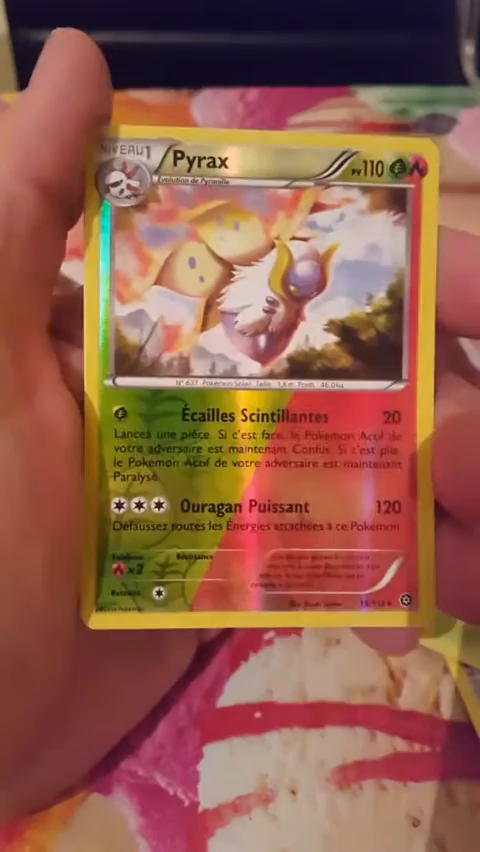 NIVEAU 1
Pyrax
PV 110
Évolution de Pyronille
N° 637 Pokémon Soleil Taille : 1,6 m Poids : 46,0 kg
Écailles Scintillantes 20
Lancez une pièce. Si c'est face, le Pokémon Actif de
votre adversaire est maintenant Confus. Si c'est pile,
le Pokémon Actif de votre adversaire est maintenant
Paralysé.
Ouragan Puissant 120
Défaussez toutes les Énergies attachées à ce Pokémon.
Faiblesse
Résistance
×2
Retraite